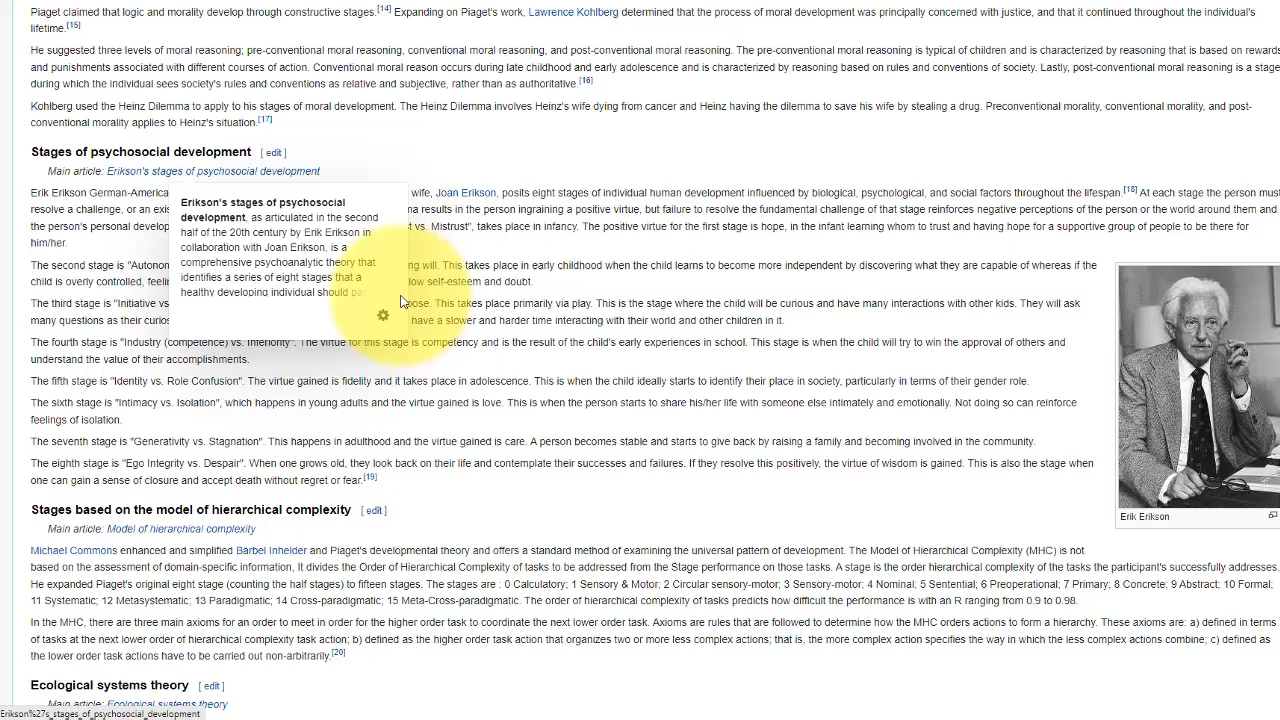 Piaget claimed that logic and morality develop through constructive stages.[14] Expanding on Piaget's work, Lawrence Kohlberg determined that the process of moral development was principally concerned with justice, and that it continued throughout the individual's
lifetime.[15]
He suggested three levels of moral reasoning; pre-conventional moral reasoning, conventional moral reasoning, and post-conventional moral reasoning. The pre-conventional moral reasoning is typical of children and is characterized by reasoning that is based on rewards
and punishments associated with different courses of action. Conventional moral reason occurs during late childhood and early adolescence and is characterized by reasoning based on rules and conventions of society. Lastly, post-conventional moral reasoning is a stage
during which the individual sees society's rules and conventions as relative and subjective, rather than as authoritative.[16]
Kohlberg used the Heinz Dilemma to apply to his stages of moral development. The Heinz Dilemma involves Heinz's wife dying from cancer and Heinz having the dilemma to save his wife by stealing a drug. Preconventional morality, conventional morality, and post-
conventional morality applies to Heinz's situation.[17]
Stages of psychosocial development [ edit ]
Main article: Erikson's stages of psychosocial development
Erik Erikson German-America wife, Joan Erikson, posits eight stages of individual human development influenced by biological, psychological, and social factors throughout the lifespan.[18] At each stage the person must
resolve a challenge, or an exis na results in the person ingraining a positive virtue, but failure to resolve the fundamental challenge of that stage reinforces negative perceptions of the person or the world around them and
the person's personal develop t vs. Mistrust", takes place in infancy. The positive virtue for the first stage is hope, in the infant learning whom to trust and having hope for a supportive group of people to be there for
him/her.
The second stage is "Autonon ng will. This takes place in early childhood when the child learns to become more independent by discovering what they are capable of whereas if the
child is overly controlled, feelin low self-esteem and doubt.
The third stage is "Initiative vs pose. This takes place primarily via play. This is the stage where the child will be curious and have many interactions with other kids. They will ask
many questions as their curios have a slower and harder time interacting with their world and other children in it.
Erikson's stages of psychosocial
development, as articulated in the second
half of the 20th century by Erik Erikson in
collaboration with Joan Erikson, is a
comprehensive psychoanalytic theory that
identifies a series of eight stages that a
healthy developing individual should pas
The fourth stage is "Industry (competence) vs. Inferiority". The virtue for this stage is competency and is the result of the child's early experiences in school. This stage is when the child will try to win the approval of others and
understand the value of their accomplishments.
The fifth stage is "Identity vs. Role Confusion". The virtue gained is fidelity and it takes place in adolescence. This is when the child ideally starts to identify their place in society, particularly in terms of their gender role.
The sixth stage is "Intimacy vs. Isolation", which happens in young adults and the virtue gained is love. This is when the person starts to share his/her life with someone else intimately and emotionally. Not doing so can reinforce
feelings of isolation.
The seventh stage is "Generativity vs. Stagnation". This happens in adulthood and the virtue gained is care. A person becomes stable and starts to give back by raising a family and becoming involved in the community.
The eighth stage is "Ego Integrity vs. Despair". When one grows old, they look back on their life and contemplate their successes and failures. If they resolve this positively, the virtue of wisdom is gained. This is also the stage when
one can gain a sense of closure and accept death without regret or fear.[19]
Erik Erikson
Stages based on the model of hierarchical complexity [ edit ]
Main article: Model of hierarchical complexity
Michael Commons enhanced and simplified Bärbel Inhelder and Piaget's developmental theory and offers a standard method of examining the universal pattern of development. The Model of Hierarchical Complexity (MHC) is not
based on the assessment of domain-specific information, It divides the Order of Hierarchical Complexity of tasks to be addressed from the Stage performance on those tasks. A stage is the order hierarchical complexity of the tasks the participant's successfully addresses.
He expanded Piaget's original eight stage (counting the half stages) to fifteen stages. The stages are : 0 Calculatory; 1 Sensory & Motor; 2 Circular sensory-motor; 3 Sensory-motor; 4 Nominal; 5 Sentential; 6 Preoperational; 7 Primary; 8 Concrete; 9 Abstract; 10 Formal;
11 Systematic; 12 Metasystematic; 13 Paradigmatic; 14 Cross-paradigmatic; 15 Meta-Cross-paradigmatic. The order of hierarchical complexity of tasks predicts how difficult the performance is with an R ranging from 0.9 to 0.98.
In the MHC, there are three main axioms for an order to meet in order for the higher order task to coordinate the next lower order task. Axioms are rules that are followed to determine how the MHC orders actions to form a hierarchy. These axioms are: a) defined in terms
of tasks at the next lower order of hierarchical complexity task action; b) defined as the higher order task action that organizes two or more less complex actions; that is, the more complex action specifies the way in which the less complex actions combine; c) defined as
the lower order task actions have to be carried out non-arbitrarily.[20]
Ecological systems theory [ edit ]
Main article: Ecological systems theory
Erikson%27s_stages_of_psychosocial_development